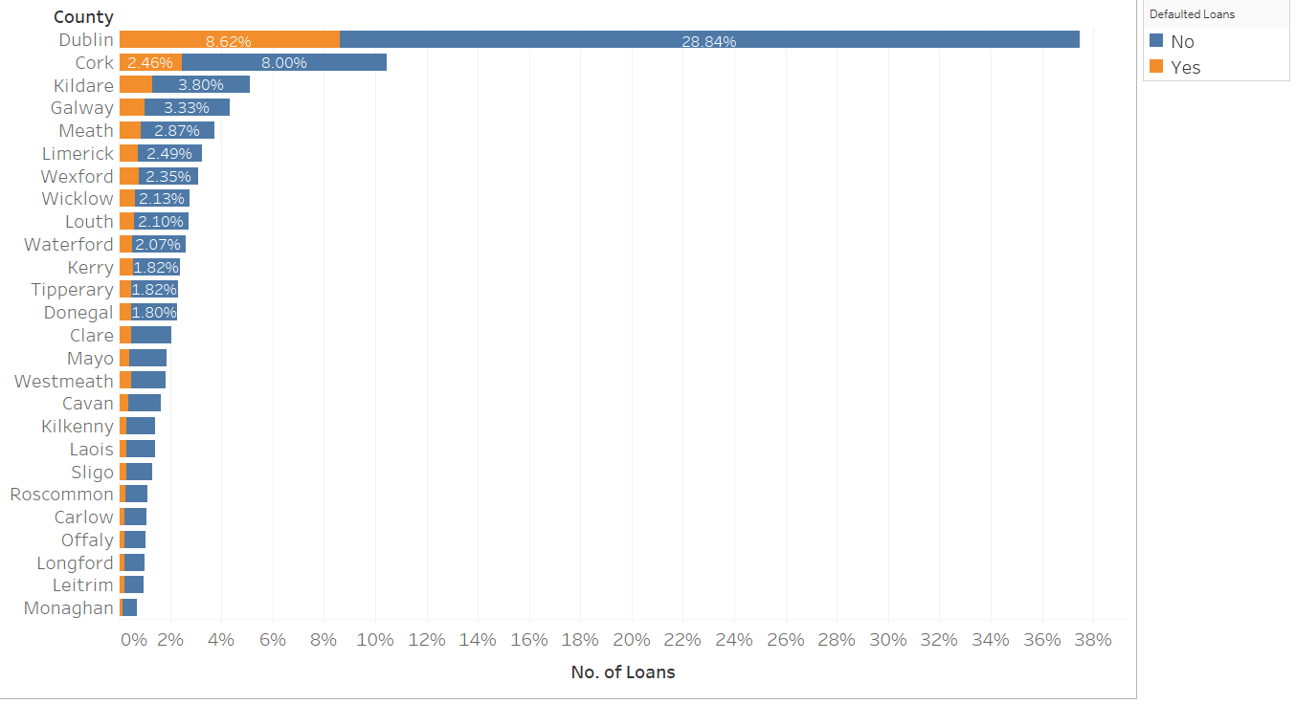 County
Defaulted Loans
No
Yes
Dublin 8.62% 28.84%
Cork 2.46% 8.00%
Kildare 3.80%
Galway 3.33%
Meath 2.87%
Limerick 2.49%
Wexford 2.35%
Wicklow 2.13%
Louth 2.10%
Waterford 2.07%
Kerry 1.82%
Tipperary 1.82%
Donegal 1.80%
Clare
Mayo
Westmeath
Cavan
Kilkenny
Laois
Sligo
Roscommon
Carlow
Offaly
Longford
Leitrim
Monaghan
0% 2% 4% 6% 8% 10% 12% 14% 16% 18% 20% 22% 24% 26% 28% 30% 32% 34% 36% 38%
No. of Loans